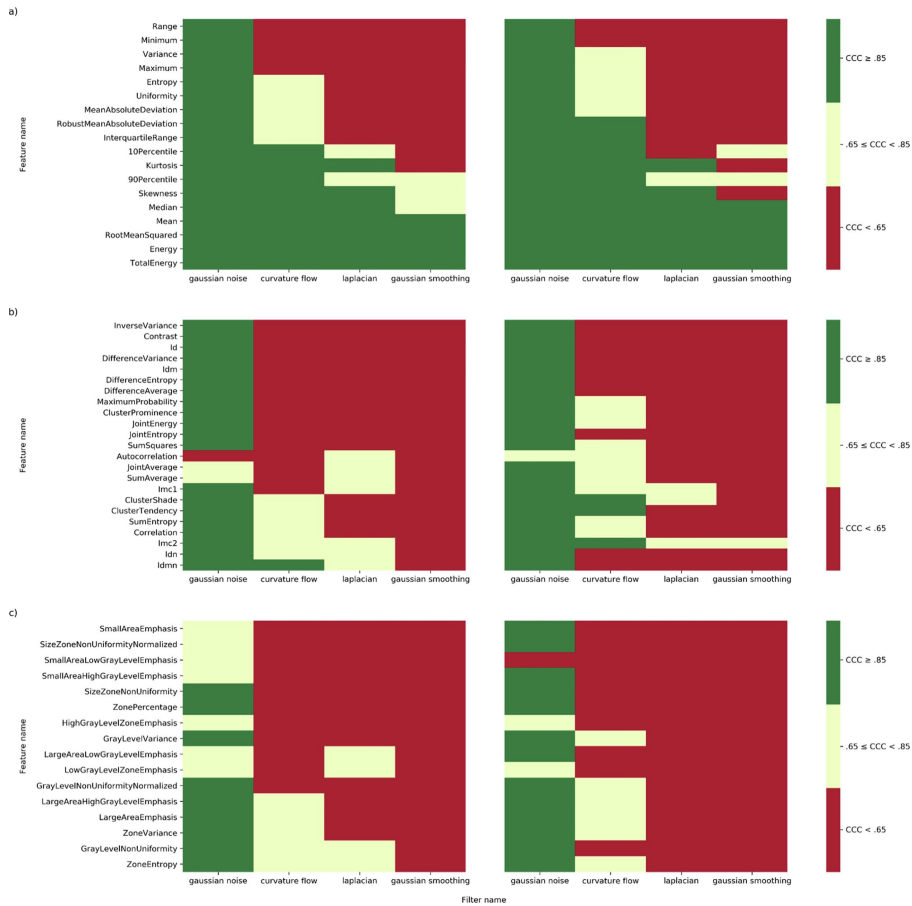 a)
Feature name
Range
Minimum
Variance
Maximum
Entropy
Uniformity
MeanAbsoluteDeviation
RobustMeanAbsoluteDeviation
InterquartileRange
10Percentile
Kurtosis
90Percentile
Skewness
Median
Mean
RootMeanSquared
Energy
TotalEnergy
gaussian noise curvature flow laplacian gaussian smoothing
gaussian noise curvature flow laplacian gaussian smoothing
CCC ≥ .85
.65 ≤ CCC < .85
CCC < .65
b)
Feature name
InverseVariance
Contrast
Id
DifferenceVariance
Idm
DifferenceEntropy
DifferenceAverage
MaximumProbability
ClusterProminence
JointEnergy
JointEntropy
SumSquares
Autocorrelation
JointAverage
SumAverage
Imc1
ClusterShade
ClusterTendency
SumEntropy
Correlation
Imc2
Idn
Idmn
gaussian noise curvature flow laplacian gaussian smoothing
gaussian noise curvature flow laplacian gaussian smoothing
CCC ≥ .85
.65 ≤ CCC < .85
CCC < .65
c)
Feature name
SmallAreaEmphasis
SizeZoneNonUniformityNormalized
SmallAreaLowGrayLevelEmphasis
SmallAreaHighGrayLevelEmphasis
SizeZoneNonUniformity
ZonePercentage
HighGrayLevelZoneEmphasis
GrayLevelVariance
LargeAreaLowGrayLevelEmphasis
LowGrayLevelZoneEmphasis
GrayLevelNonUniformityNormalized
LargeAreaHighGrayLevelEmphasis
LargeAreaEmphasis
ZoneVariance
GrayLevelNonUniformity
ZoneEntropy
gaussian noise curvature flow laplacian gaussian smoothing
gaussian noise curvature flow laplacian gaussian smoothing
CCC ≥ .85
.65 ≤ CCC < .85
CCC < .65
Filter name